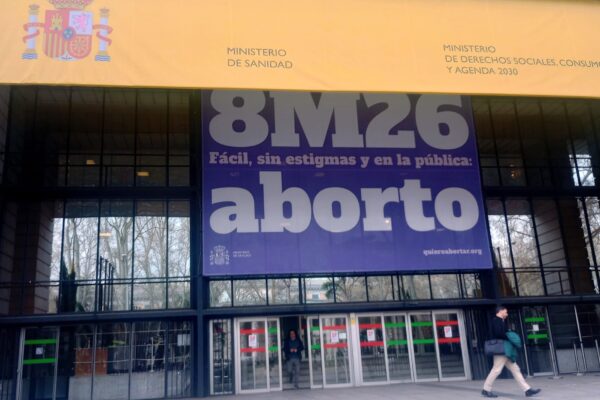 MINISTERIO
DE SANIDAD
MINISTERIO
DE DERECHOS SOCIALES, CONSUMO
Y AGENDA 2030
8M26
Fácil, sin estigmas y en la pública:
aborto
quieroabortar.org